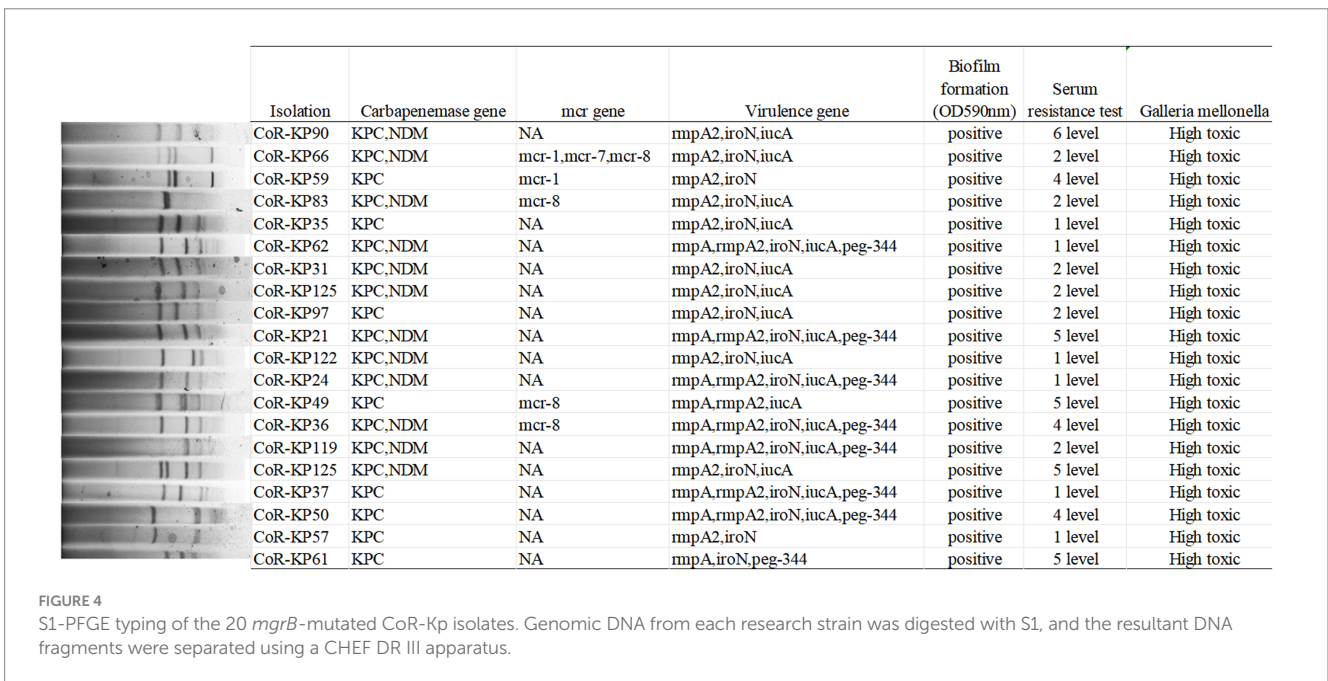 Biofilm
formation Serum
Isolation Carbapenemase gene mcr gene Virulence gene (OD590nm) resistance test Galleria mellonella
CoR-KP90 KPC,NDM NA rmpA2,iroN,iucA positive 6 level High toxic
CoR-KP66 KPC,NDM mcr-1,mcr-7,mcr-8 rmpA2,iroN,iucA positive 2 level High toxic
CoR-KP59 KPC mcr-1 rmpA2,iroN positive 4 level High toxic
CoR-KP83 KPC,NDM mcr-8 rmpA2,iroN,iucA positive 2 level High toxic
CoR-KP35 KPC NA rmpA2,iroN,iucA positive 1 level High toxic
CoR-KP62 KPC,NDM NA rmpA,rmpA2,iroN,iucA,peg-344 positive 1 level High toxic
CoR-KP31 KPC,NDM NA rmpA2,iroN,iucA positive 2 level High toxic
CoR-KP125 KPC,NDM NA rmpA2,iroN,iucA positive 2 level High toxic
CoR-KP97 KPC NA rmpA2,iroN,iucA positive 2 level High toxic
CoR-KP21 KPC,NDM NA rmpA,rmpA2,iroN,iucA,peg-344 positive 5 level High toxic
CoR-KP122 KPC,NDM NA rmpA2,iroN,iucA positive 1 level High toxic
CoR-KP24 KPC,NDM NA rmpA,rmpA2,iroN,iucA,peg-344 positive 1 level High toxic
CoR-KP49 KPC mcr-8 rmpA,rmpA2,iucA positive 5 level High toxic
CoR-KP36 KPC,NDM mcr-8 rmpA,rmpA2,iroN,iucA,peg-344 positive 4 level High toxic
CoR-KP119 KPC,NDM NA rmpA,rmpA2,iroN,iucA,peg-344 positive 2 level High toxic
CoR-KP125 KPC,NDM NA rmpA2,iroN,iucA positive 5 level High toxic
CoR-KP37 KPC NA rmpA,rmpA2,iroN,iucA,peg-344 positive 1 level High toxic
CoR-KP50 KPC NA rmpA,rmpA2,iroN,iucA,peg-344 positive 4 level High toxic
CoR-KP57 KPC NA rmpA2,iroN positive 1 level High toxic
CoR-KP61 KPC NA rmpA,iroN,peg-344 positive 5 level High toxic
FIGURE 4
S1-PFGE typing of the 20 mgrB-mutated CoR-Kp isolates. Genomic DNA from each research strain was digested with S1, and the resultant DNA
fragments were separated using a CHEF DR III apparatus.